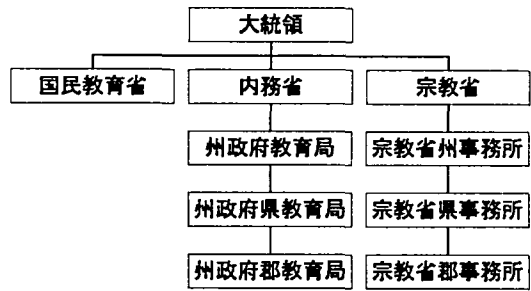 大統領
国民教育省 内務省 宗教省
州政府教育局 宗教省州事務所
州政府県教育局 宗教省県事務所
州政府郡教育局 宗教省郡事務所